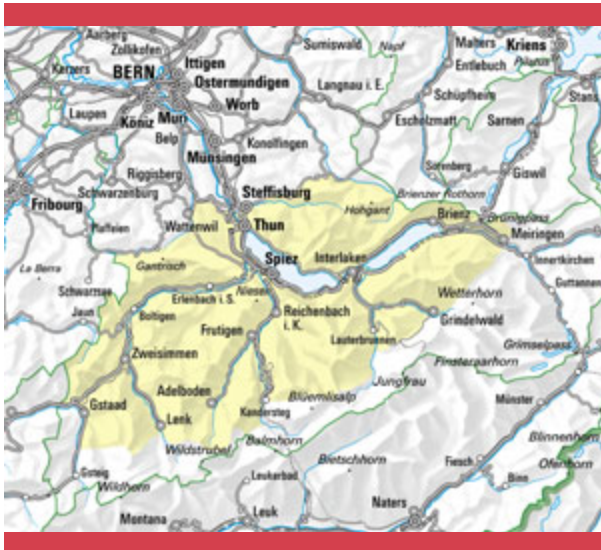 Aarberg
Zollikofen
Sumiswald
Napf
Malters
Kriens
Pilatus
Kerzers
BERN
Ittigen
Ostermundigen
Langnau i. E.
Entlebuch
Schüpfheim
Stans
Laupen
Köniz
Muri
Worb
Belp
Konolfingen
Escholzmatt
Sarnen
Münsingen
Riggisberg
Sörenberg
Giswil
Fribourg
Schwarzenburg
Steffisburg
Brienzer Rothorn
Plaffeien
Wattenwil
Thun
Hohgant
Brienz
Brünigpass
Meiringen
La Berra
Gantrisch
Spiez
Interlaken
Innertkirchen
Schwarzsee
Erlenbach i. S.
Niesen
Wetterhorn
Guttannen
Jaun
Boltigen
Reichenbach
i. K.
Grindelwald
Frutigen
Lauterbrunnen
Grimselpass
Zweisimmen
Finsteraarhorn
Jungfrau
Adelboden
Gstaad
Blüemlisalp
Münster
Lenk
Kandersteg
Wildstrubel
Balmhorn
Blinnenhorn
Gsteig
Wildhorn
Leukerbad
Bietschhorn
Fiesch
Binn
Ofenhorn
Montana
Leuk
Naters